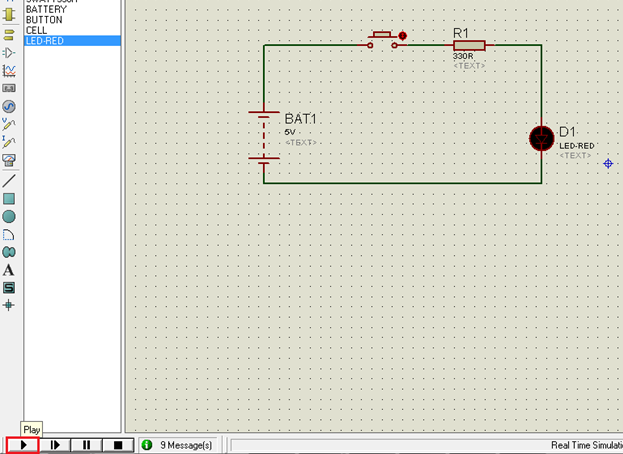 BATTERY
BUTTON
CELL
LED-RED
R1
330R
<TEXT>
BAT1
5V
<TEXT>
D1
LED-RED
<TEXT>
A
S
Play
9 Message(s)
Real Time Simulati